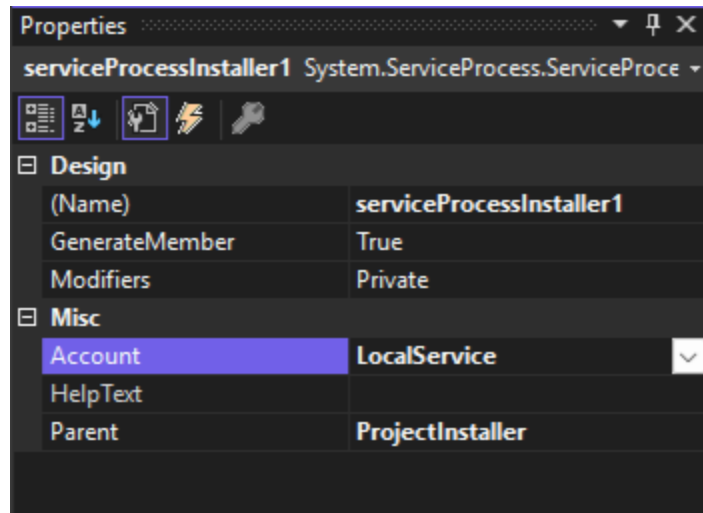 Properties
serviceProcessInstaller1 System.ServiceProcess.ServiceProce
Design
(Name) serviceProcessInstaller1
GenerateMember True
Modifiers Private
Misc
Account LocalService
HelpText
Parent ProjectInstaller